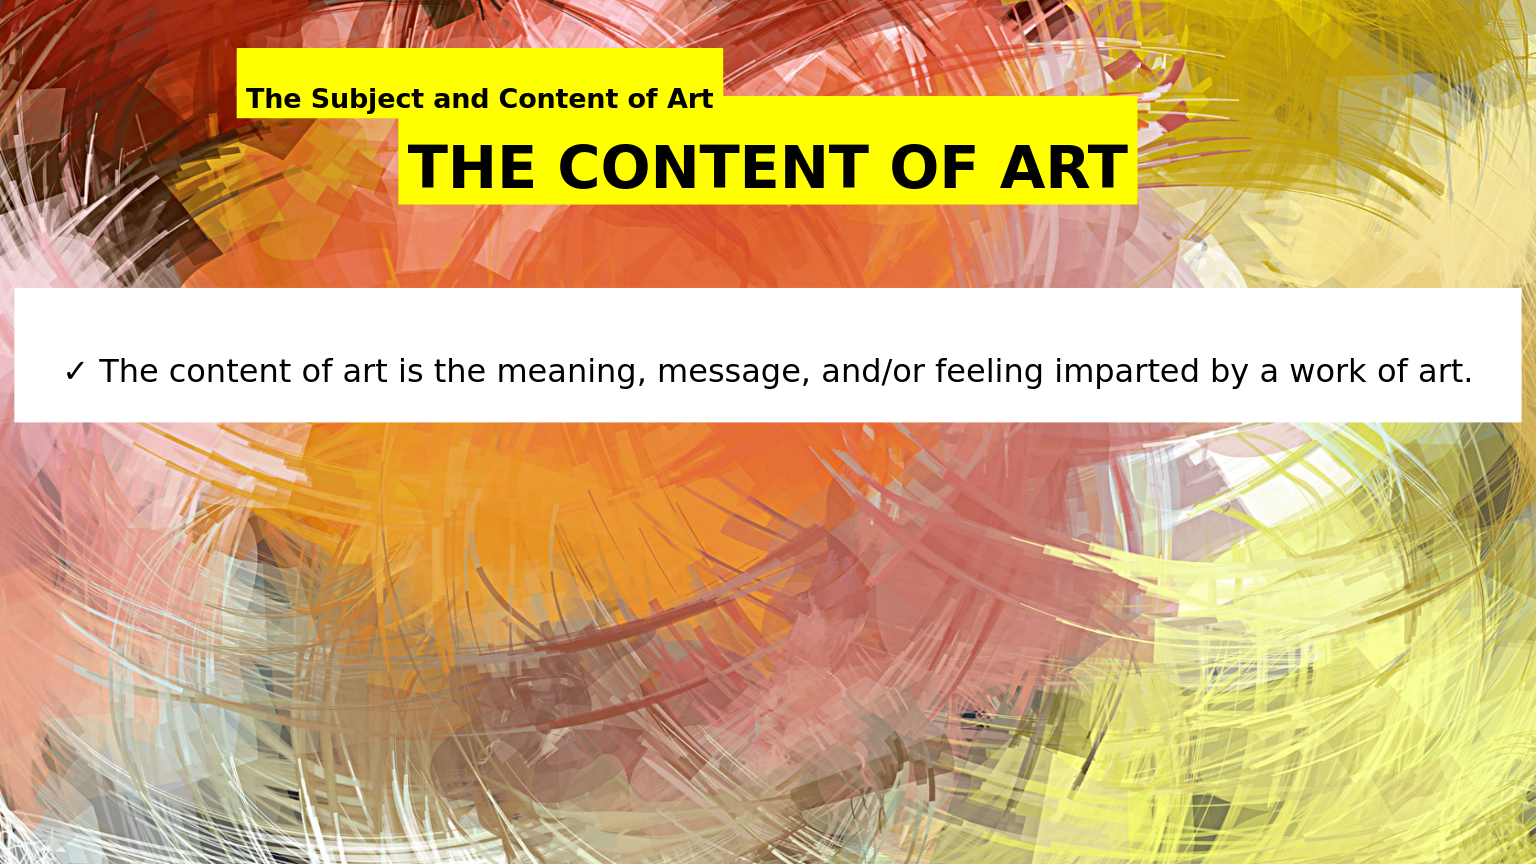 The Subject and Content of Art
THE CONTENT OF ART
✓ The content of art is the meaning, message, and/or feeling imparted by a work of art.